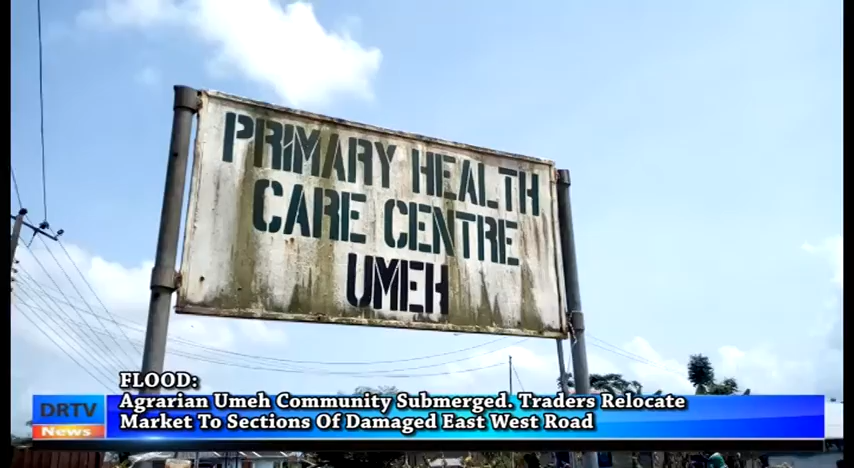 PRIMARY HEALTH
CARE CENTRE
UMEH
FLOOD:
Agrarian Umeh Community Submerged. Traders Relocate
Market To Sections Of Damaged East West Road
DRTV
News